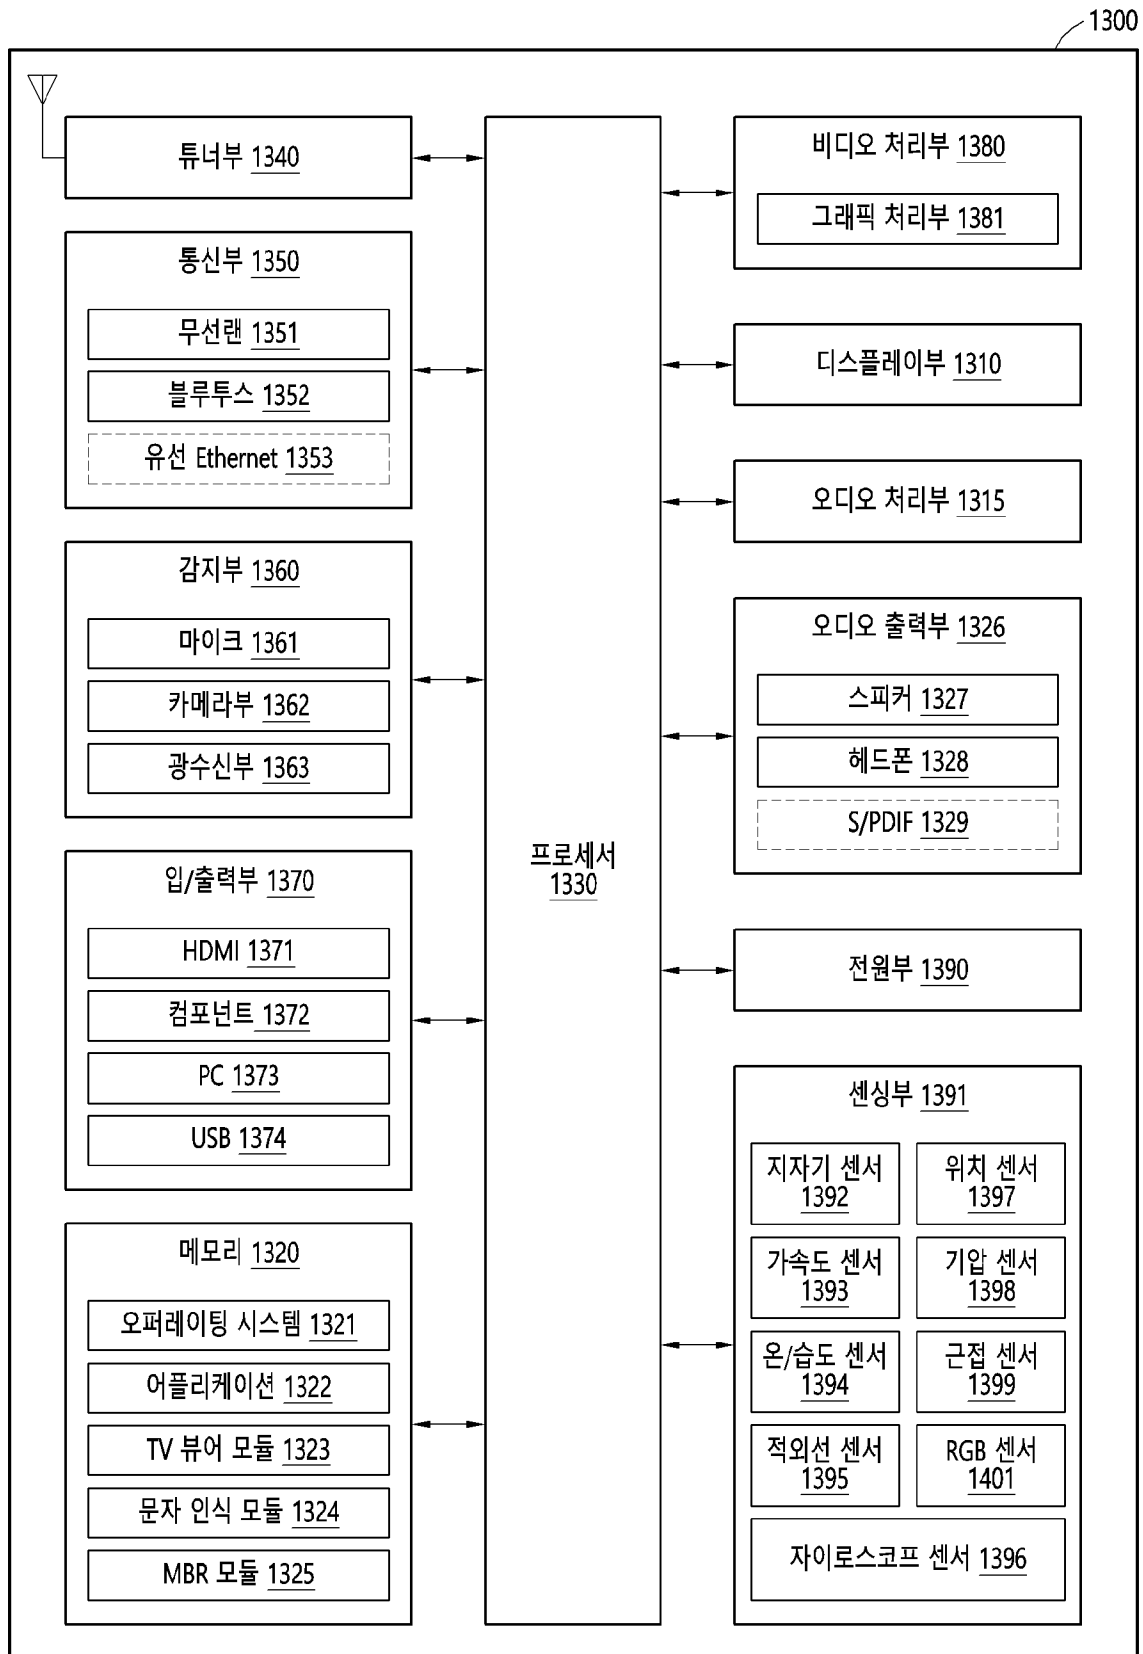 1300
튜너부 1340
통신부 1350
무선랜 1351
블루투스 1352
유선 Ethernet 1353
감지부 1360
마이크 1361
카메라부 1362
광수신부 1363
입/출력부 1370
HDMI 1371
컴포넌트 1372
PC 1373
USB 1374
메모리 1320
오퍼레이팅 시스템 1321
어플리케이션 1322
TV 뷰어 모듈 1323
문자 인식 모듈 1324
MBR 모듈 1325
프로세서
1330
비디오 처리부 1380
그래픽 처리부 1381
디스플레이부 1310
오디오 처리부 1315
오디오 출력부 1326
스피커 1327
헤드폰 1328
S/PDIF 1329
전원부 1390
센싱부 1391
지자기 센서
1392
위치 센서
1397
가속도 센서
1393
기압 센서
1398
온/습도 센서
1394
근접 센서
1399
적외선 센서
1395
RGB 센서
1401
자이로스코프 센서 1396